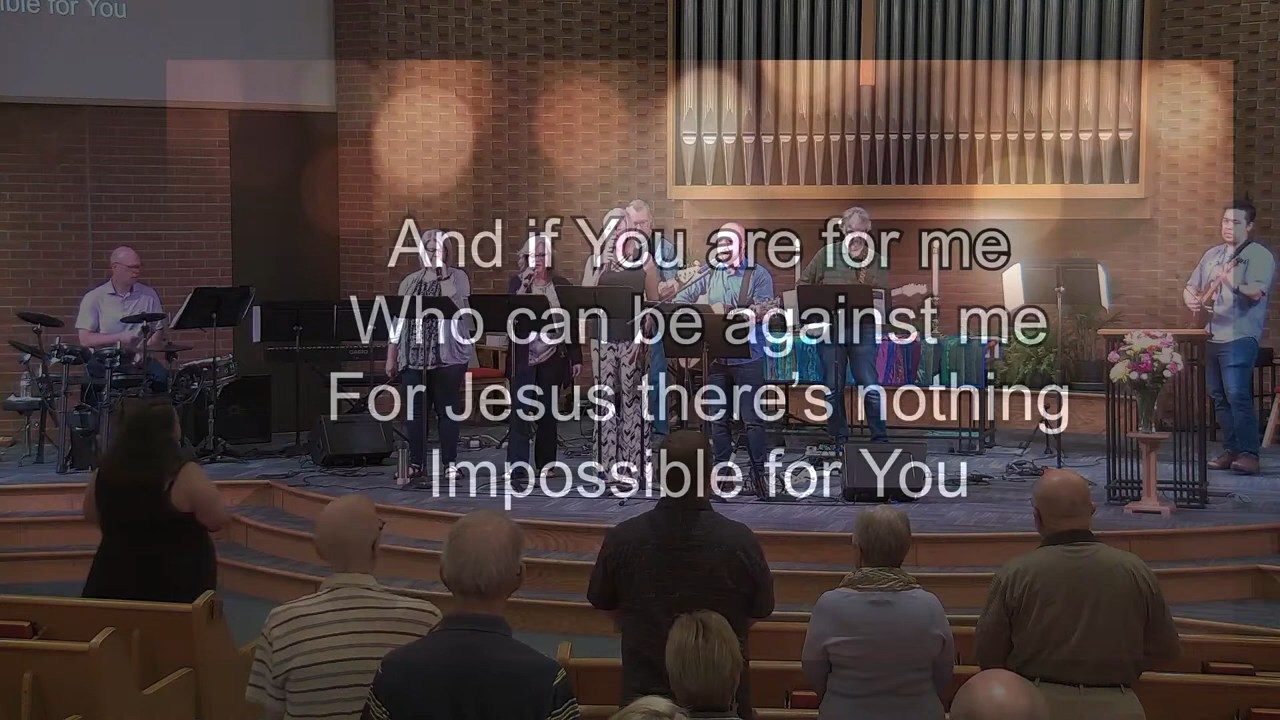 ible for You
And if You are for me
Who can be against me
For Jesus there's nothing
Impossible for You